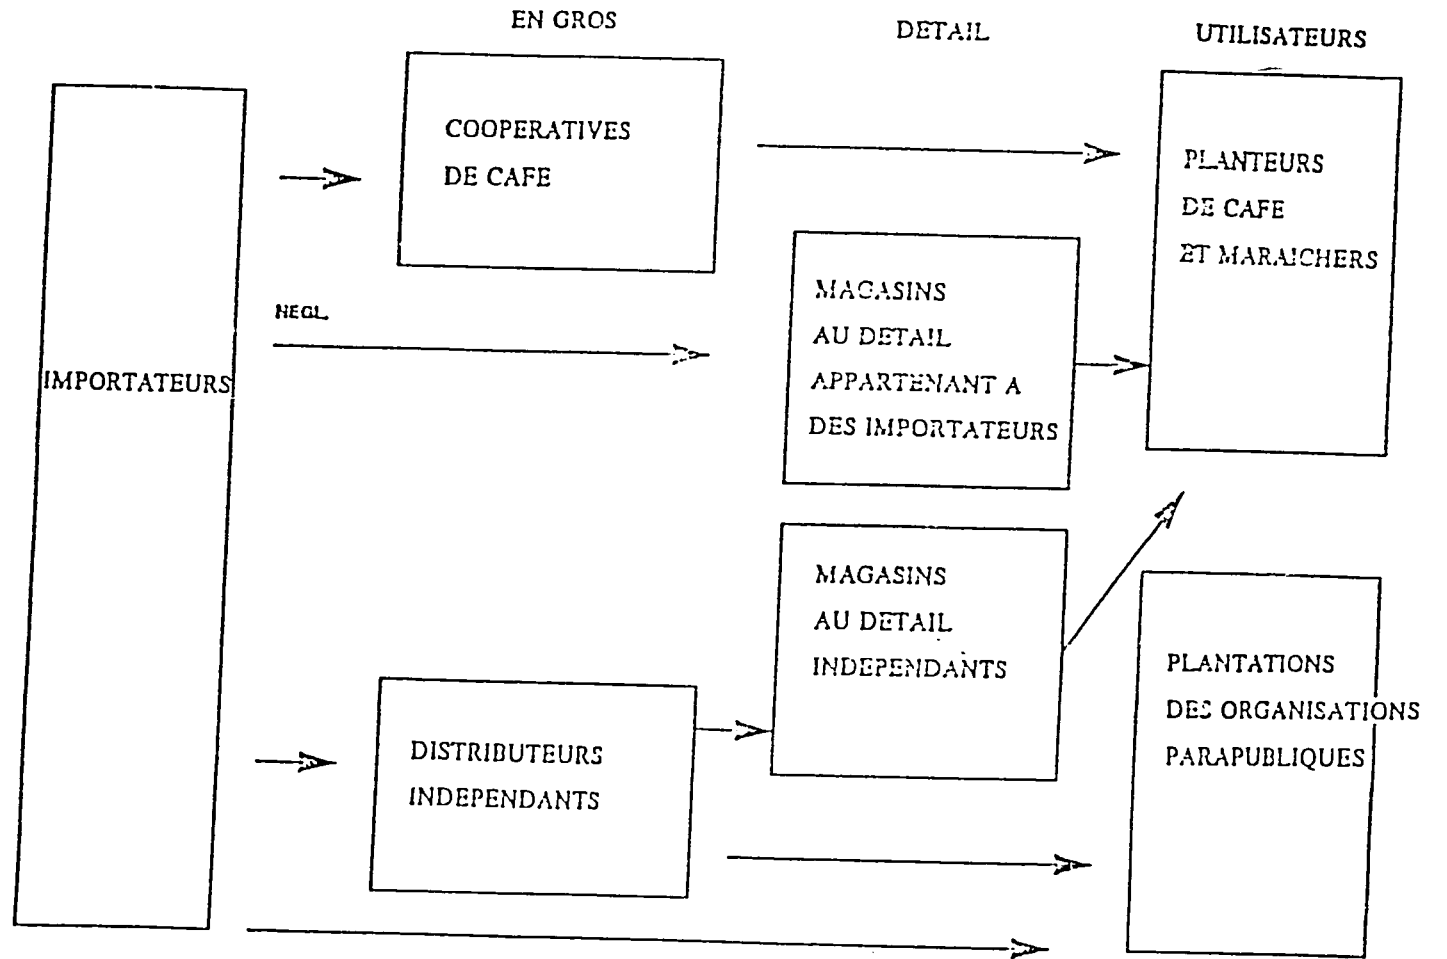 EN GROS
DETAIL
UTILISATEURS
COOPERATIVES
DE CAFE
PLANTEURS
DE CAFE
ET MARAICHERS
MAGASINS
AU DETAIL
APPARTENANT A
DES IMPORTATEURS
NEGL.
IMPORTATEURS
MAGASINS
AU DETAIL
INDEPENDANTS
PLANTATIONS
DES ORGANISATIONS
PARAPUBLIQUES
DISTRIBUTEURS
INDEPENDANTS